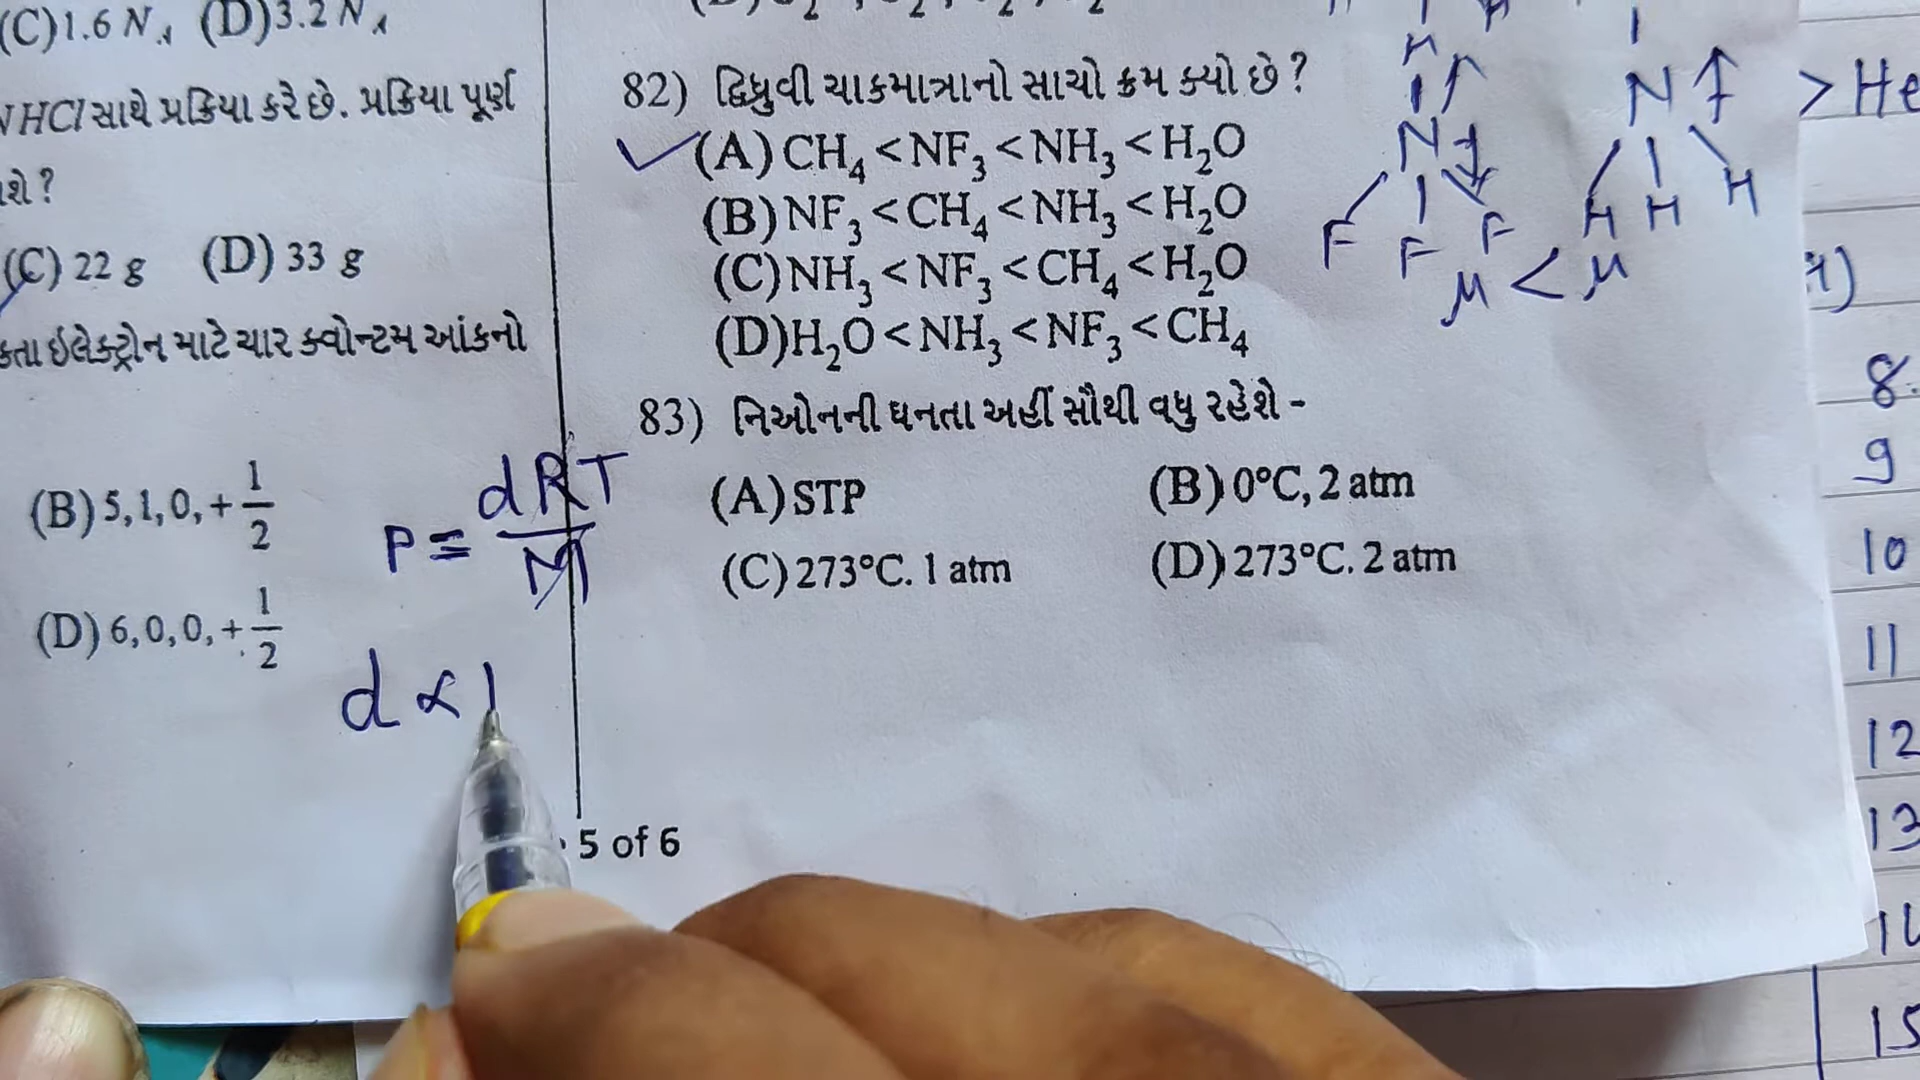 (C) 1.6 N_A (D) 3.2 N_A
HCl સાથે પ્રક્રિયા કરે છે. પ્રક્રિયા પૂર્ણ
(C) 22 g (D) 33 g
ઇલેક્ટ્રોન માટે ચાર ક્વોન્ટમ આંકનો
(B) 5, 1, 0, + 1/2
(D) 6, 0, 0, + 1/2
P = dRT/M
d ∝ 1
82) દ્વિધ્રુવી ચાકમાત્રાનો સાચો ક્રમ ક્યો છે ?
(A) CH₄ < NF₃ < NH₃ < H₂O
(B) NF₃ < CH₄ < NH₃ < H₂O
(C) NH₃ < NF₃ < CH₄ < H₂O
(D) H₂O < NH₃ < NF₃ < CH₄
83) નિઓનની ઘનતા અહીં સૌથી વધુ રહેશે -
(A) STP (B) 0°C, 2 atm
(C) 273°C. 1 atm (D) 273°C. 2 atm
5 of 6
N N
F F F H H H
μ < μ
> He
8.
9
10
11
12
13
15